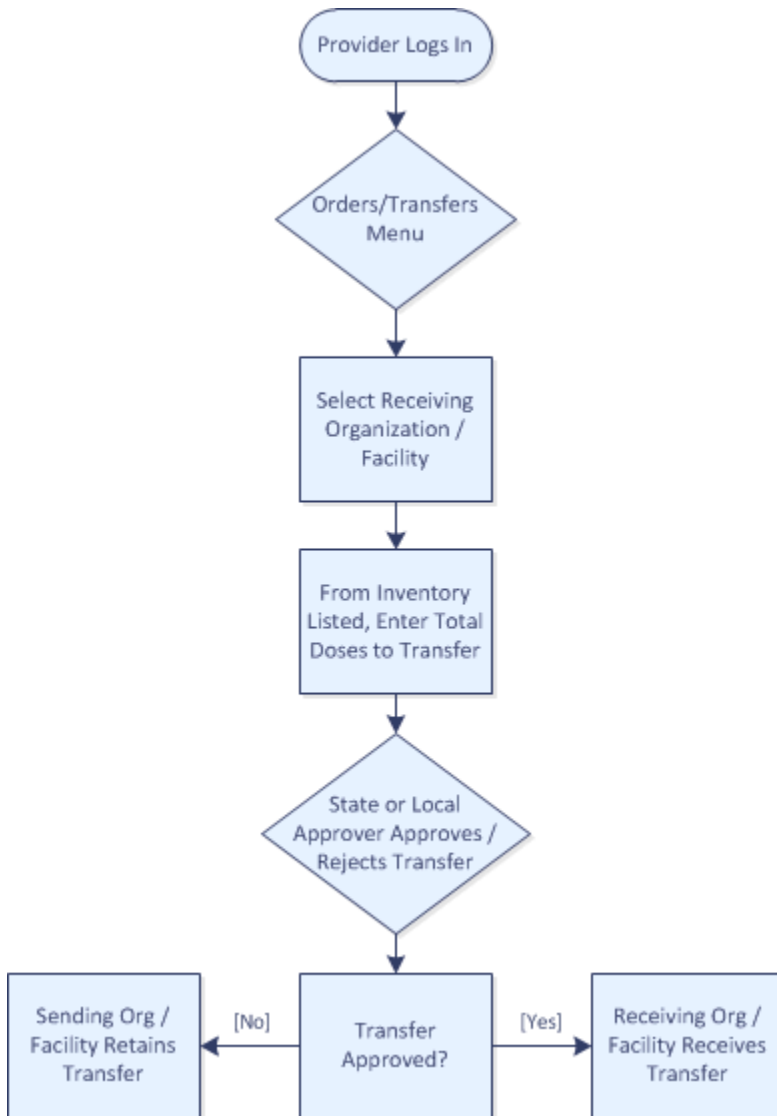 Provider Logs In
Orders/Transfers
Menu
Select Receiving
Organization /
Facility
From Inventory
Listed, Enter Total
Doses to Transfer
State or Local
Approver Approves /
Rejects Transfer
Sending Org /
Facility Retains
Transfer
[No]
Transfer
Approved?
[Yes]
Receiving Org /
Facility Receives
Transfer